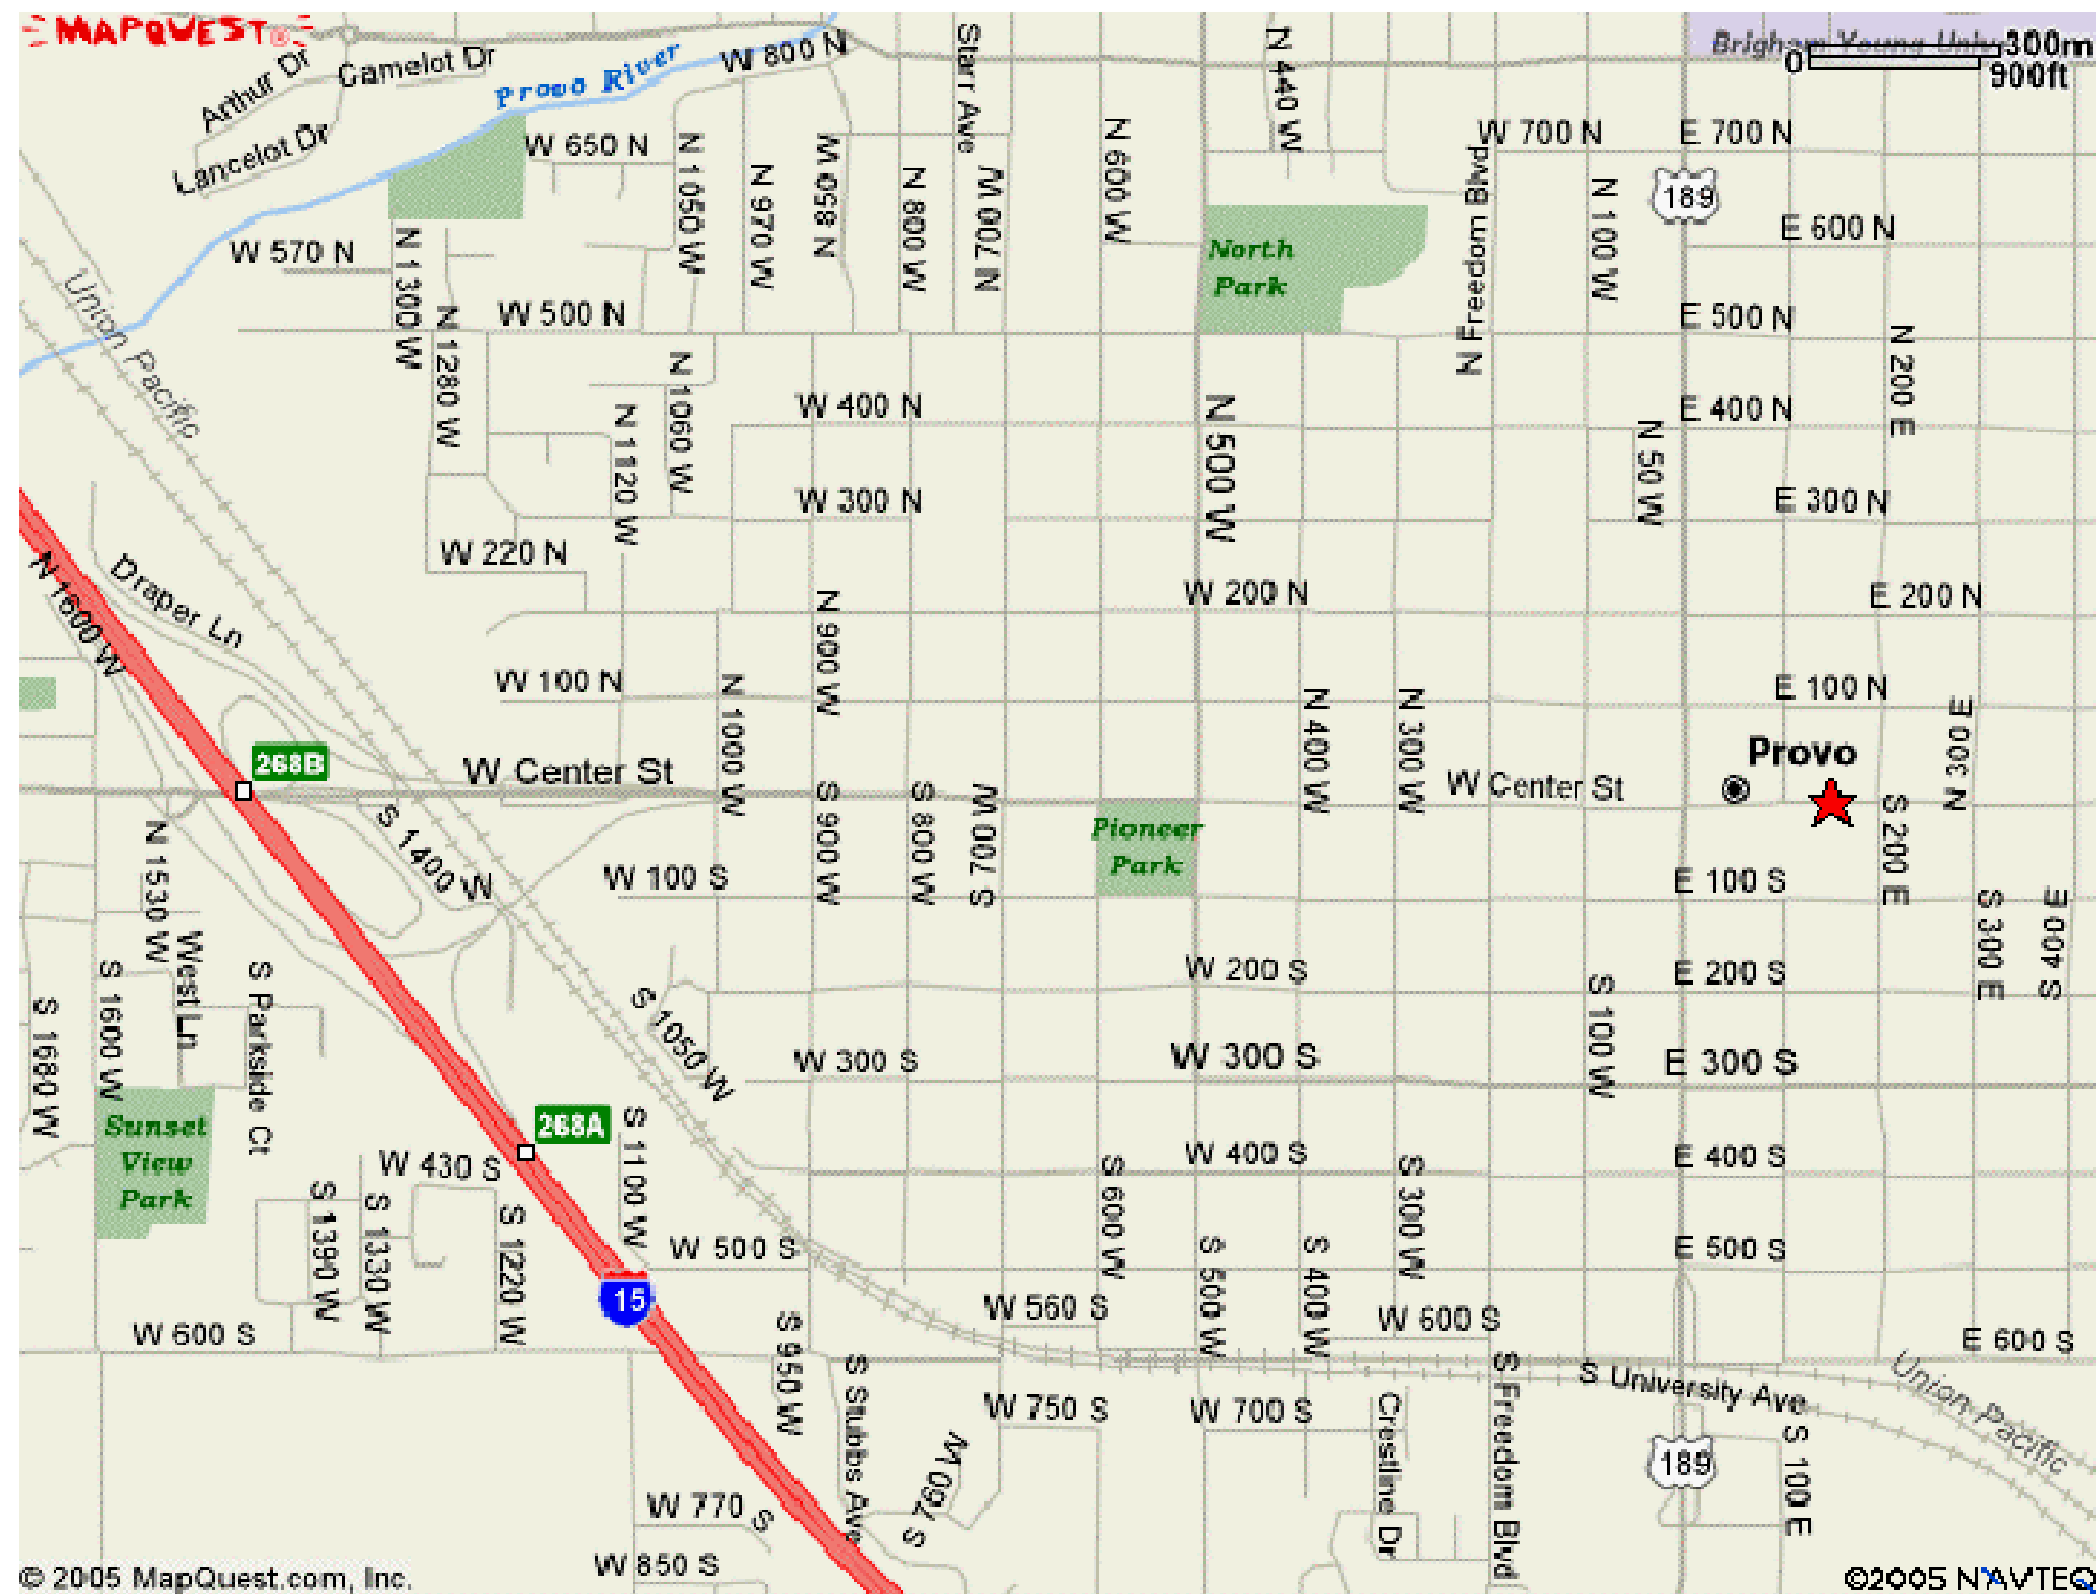 MAPQUEST®
Brigham Young Univ
300m
0
900ft
Arthur Dr
Camelot Dr
Lancelot Dr
Provo River
W 800 N
Starr Ave
N 440 W
W 650 N
N 1050 W
N 970 W
N 850 W
N 800 W
N 700 W
N 600 W
N Freedom Blvd
W 700 N
E 700 N
189
N 100 W
E 600 N
North
Park
W 570 N
N 1300 W
N 1280 W
W 500 N
E 500 N
N 200 E
Union Pacific
N 1060 W
N 1120 W
W 400 N
N 500 W
E 400 N
N 50 W
W 300 N
E 300 N
N 1600 W
Draper Ln
W 220 N
N 900 W
W 200 N
E 200 N
W 100 N
N 1000 W
N 400 W
N 300 W
E 100 N
N 300 E
268B
W Center St
W Center St
Provo
S 1400 W
S 900 W
S 800 W
S 700 W
Pioneer
Park
S 200 E
N 1530 W
W 100 S
E 100 S
S 300 E
S 400 E
West Ln
S Parkside Ct
S 1600 W
S 1680 W
S 1050 W
W 200 S
E 200 S
S 100 W
W 300 S
W 300 S
E 300 S
Sunset
View
Park
268A
S 1100 W
W 430 S
W 400 S
E 400 S
S 600 W
S 300 W
S 1390 W
S 1330 W
S 1220 W
W 500 S
S 500 W
S 400 W
E 500 S
15
W 600 S
W 560 S
W 600 S
E 600 S
S 950 W
S Stubbs Ave
S 760 W
W 750 S
W 700 S
Crestline Dr
S Freedom Blvd
S University Ave
Union Pacific
189
S 100 E
W 770 S
W 850 S
© 2005 MapQuest.com, Inc.
©2005 NAVTEQ